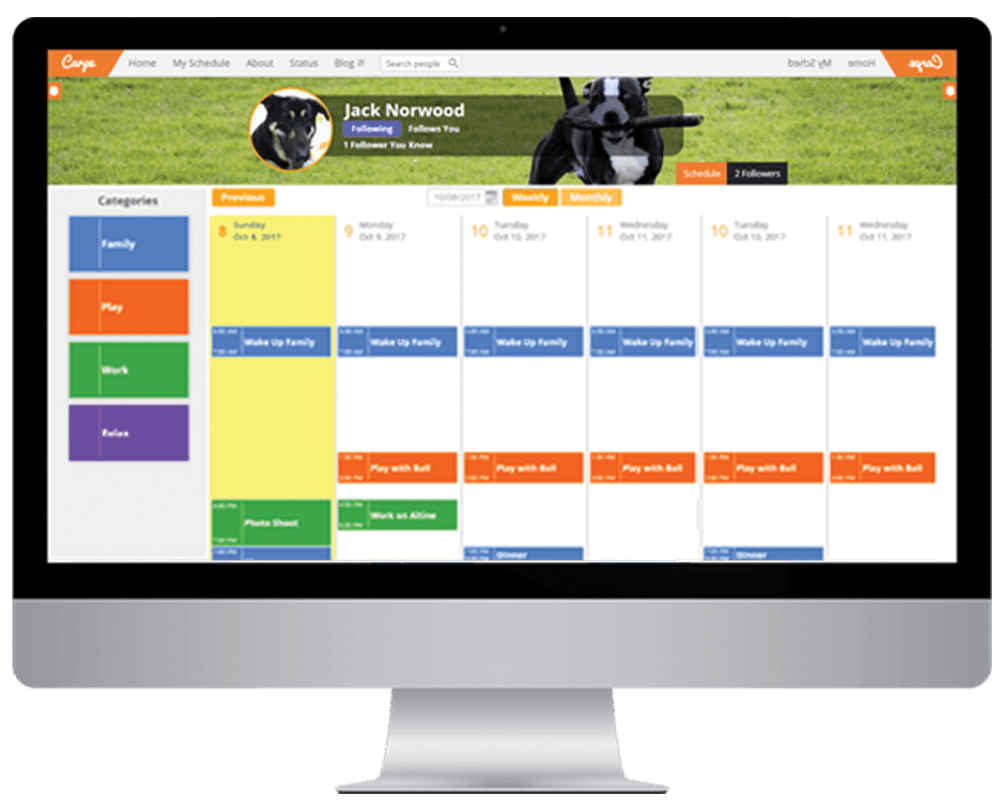 Carpe Home My Schedule About Status Blog It Search people My Sched Home Carpe
Jack Norwood
Following Follows You
1 Follower You Know
Schedule 2 Followers
Categories
Previous 10/08/2017 Weekly Monthly
8 Sunday Oct 8, 2017
9 Monday Oct 9, 2017
10 Tuesday Oct 10, 2017
11 Wednesday Oct 11, 2017
10 Tuesday Oct 10, 2017
11 Wednesday Oct 11, 2017
Family
Play
Work
Relax
Wake Up Family Wake Up Family Wake Up Family Wake Up Family Wake Up Family Wake Up Family
Play with Ball Play with Ball Play with Ball Play with Ball Play with Ball
Photo Shoot
Work on
Dinner Dinner